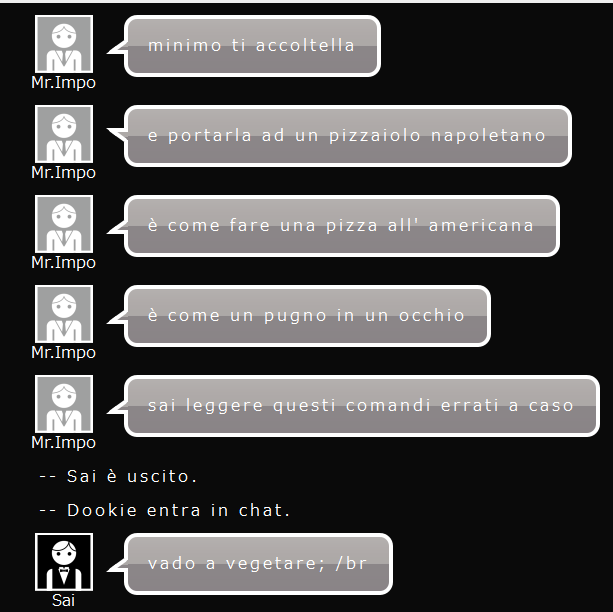 minimo ti accoltella
Mr.Impo
e portarla ad un pizzaiolo napoletano
Mr.Impo
è come fare una pizza all' americana
Mr.Impo
è come un pugno in un occhio
Mr.Impo
sai leggere questi comandi errati a caso
Mr.Impo
-- Sai è uscito.
-- Dookie entra in chat.
vado a vegetare; /br
Sai